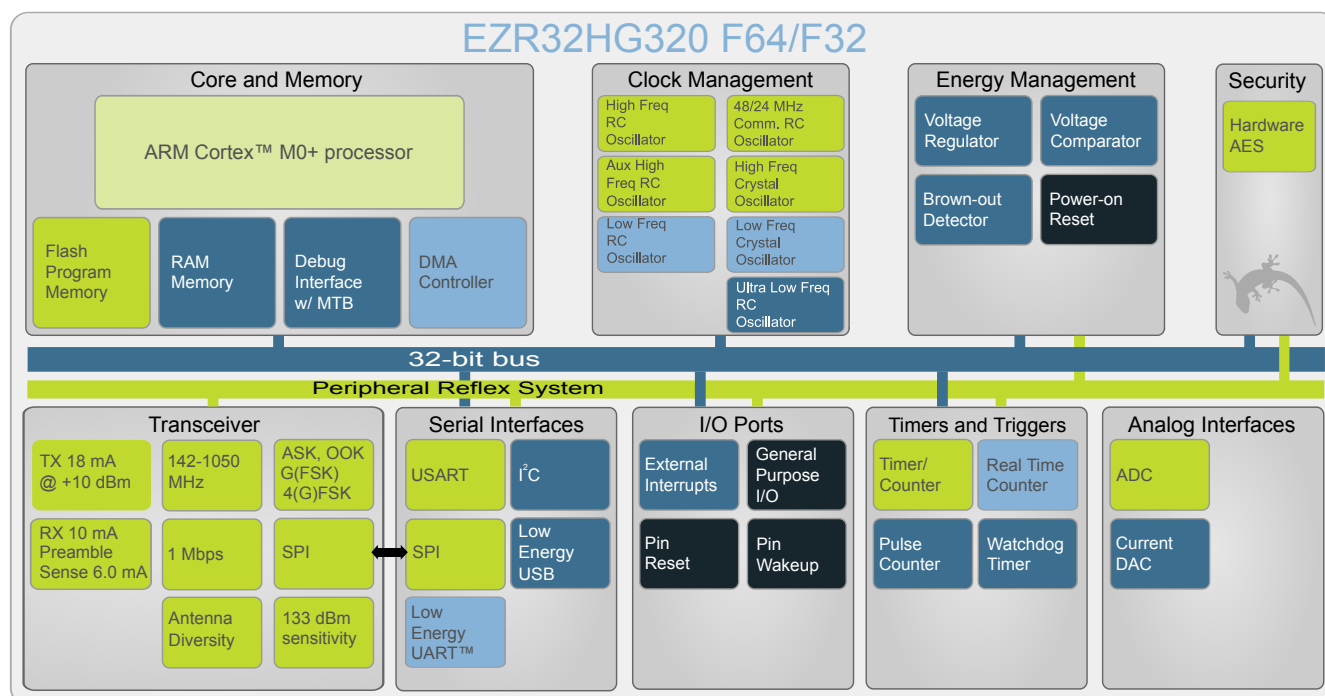 EZR32HG320 F64/F32
Core and Memory
ARM Cortex™ M0+ processor
Flash
Program
Memory
RAM
Memory
Debug
Interface
w/ MTB
DMA
Controller
Clock Management
High Freq
RC
Oscillator
48/24 MHz
Comm. RC
Oscillator
Aux High
Freq RC
Oscillator
High Freq
Crystal
Oscillator
Low Freq
RC
Oscillator
Low Freq
Crystal
Oscillator
Ultra Low Freq
RC
Oscillator
Energy Management
Voltage
Regulator
Voltage
Comparator
Brown-out
Detector
Power-on
Reset
Security
Hardware
AES
32-bit bus
Peripheral Reflex System
Transceiver
TX 18 mA
@ +10 dBm
142-1050
MHz
ASK, OOK
G(FSK)
4(G)FSK
RX 10 mA
Preamble
Sense 6.0 mA
1 Mbps
SPI
Antenna
Diversity
133 dBm
sensitivity
Serial Interfaces
USART
I²C
SPI
Low
Energy
USB
Low
Energy
UART™
I/O Ports
External
Interrupts
General
Purpose
I/O
Pin
Reset
Pin
Wakeup
Timers and Triggers
Timer/
Counter
Real Time
Counter
Pulse
Counter
Watchdog
Timer
Analog Interfaces
ADC
Current
DAC